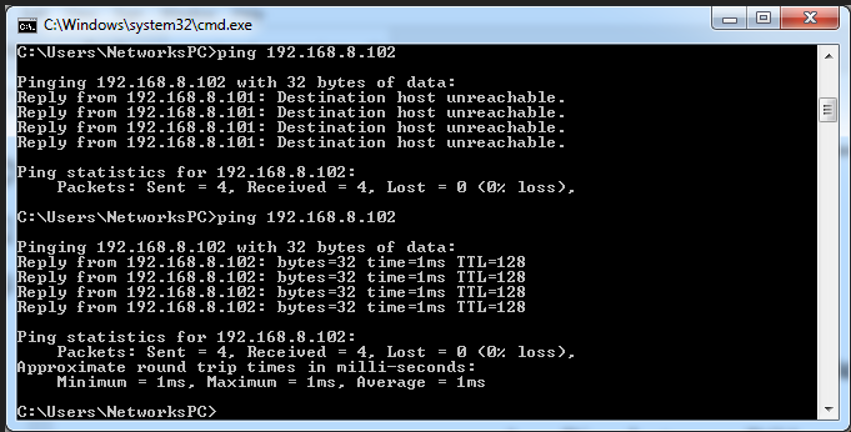 C:\Windows\system32\cmd.exe
C:\Users\NetworksPC>ping 192.168.8.102
Pinging 192.168.8.102 with 32 bytes of data:
Reply from 192.168.8.101: Destination host unreachable.
Reply from 192.168.8.101: Destination host unreachable.
Reply from 192.168.8.101: Destination host unreachable.
Reply from 192.168.8.101: Destination host unreachable.
Ping statistics for 192.168.8.102:
    Packets: Sent = 4, Received = 4, Lost = 0 (0% loss),
C:\Users\NetworksPC>ping 192.168.8.102
Pinging 192.168.8.102 with 32 bytes of data:
Reply from 192.168.8.102: bytes=32 time=1ms TTL=128
Reply from 192.168.8.102: bytes=32 time=1ms TTL=128
Reply from 192.168.8.102: bytes=32 time=1ms TTL=128
Reply from 192.168.8.102: bytes=32 time=1ms TTL=128
Ping statistics for 192.168.8.102:
    Packets: Sent = 4, Received = 4, Lost = 0 (0% loss),
Approximate round trip times in milli-seconds:
    Minimum = 1ms, Maximum = 1ms, Average = 1ms
C:\Users\NetworksPC>